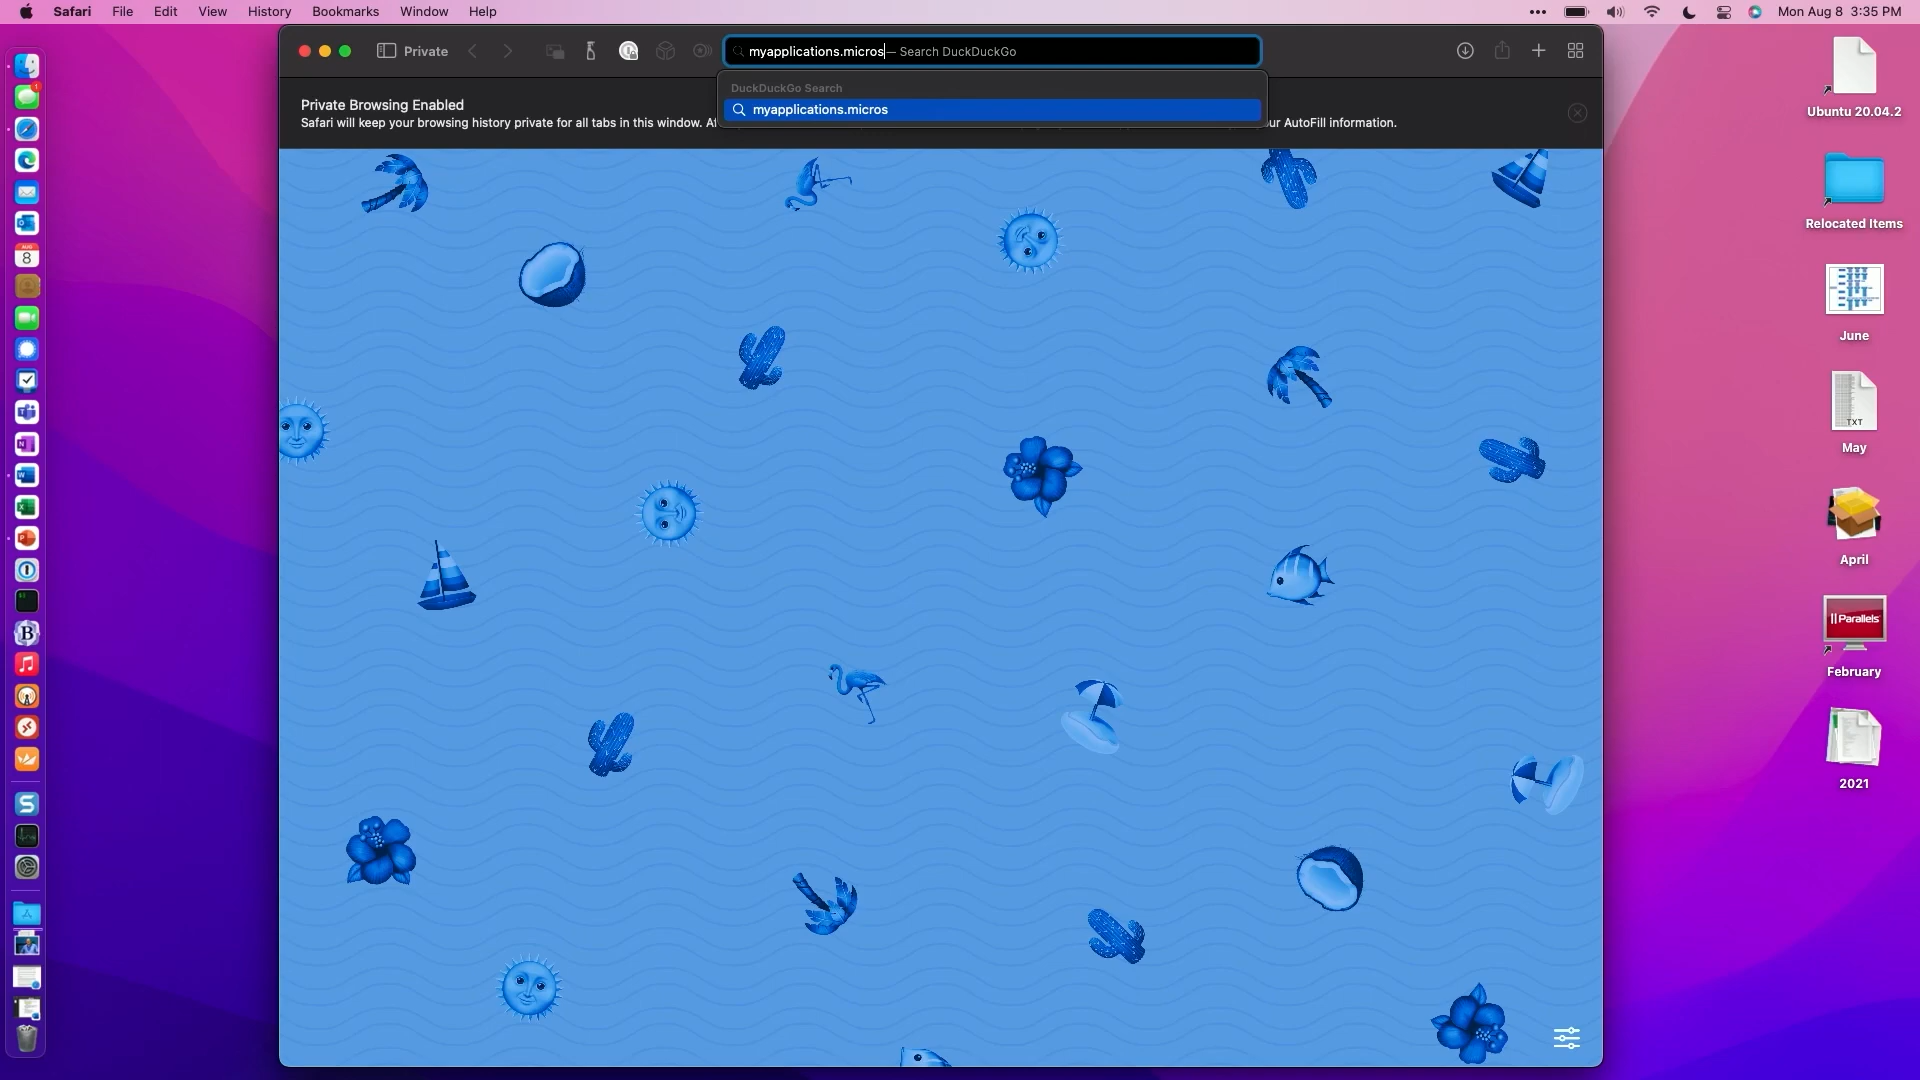 Safari File Edit View History Bookmarks Window Help
Mon Aug 8 3:35 PM
Private
myapplications.micros — Search DuckDuckGo
DuckDuckGo Search
myapplications.micros
Private Browsing Enabled
Safari will keep your browsing history private for all tabs in this window. Af
ur AutoFill information.
Ubuntu 20.04.2
Relocated Items
June
TXT
May
April
Parallels
February
2021
AUG
8
1